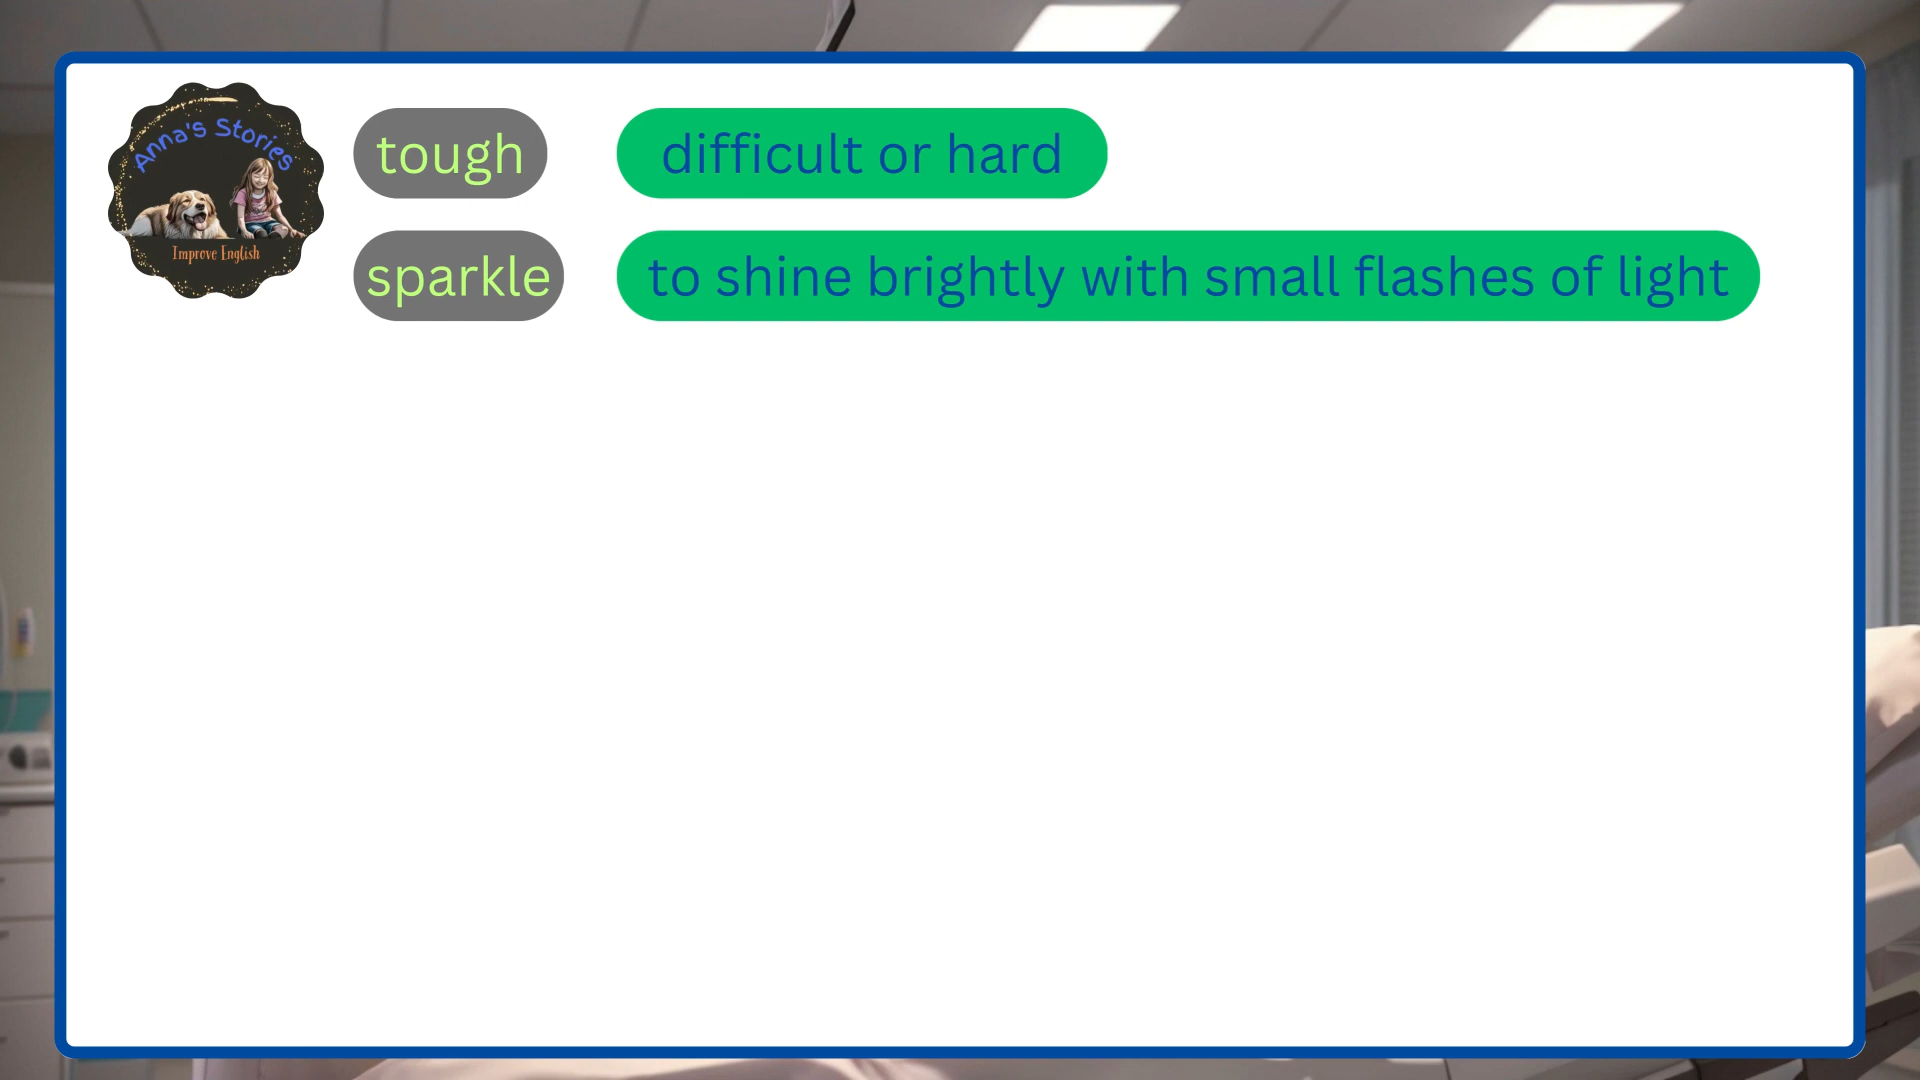 Anna's Stories
Improve English
tough
difficult or hard
sparkle
to shine brightly with small flashes of light